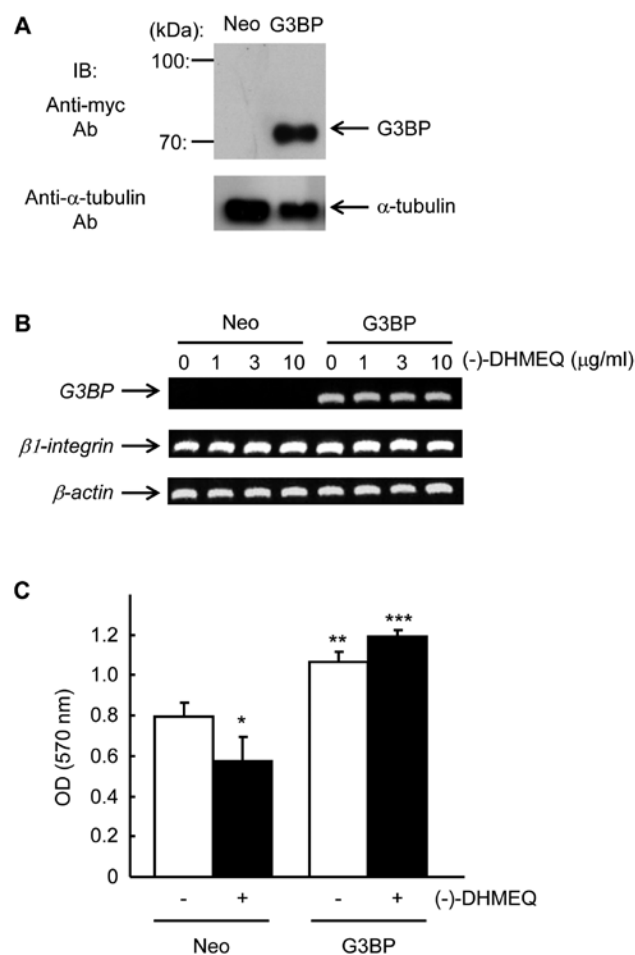 A
(kDa): Neo G3BP
100:
IB:
Anti-myc
Ab
70:
G3BP
Anti-α-tubulin
Ab
α-tubulin
B
Neo G3BP
0 1 3 10 0 1 3 10 (-)-DHMEQ (μg/ml)
G3BP
β1-integrin
β-actin
C
OD (570 nm)
1.2
1.0
0.8
0.6
0.4
0.2
0
*
**
***
- + - + (-)-DHMEQ
Neo G3BP